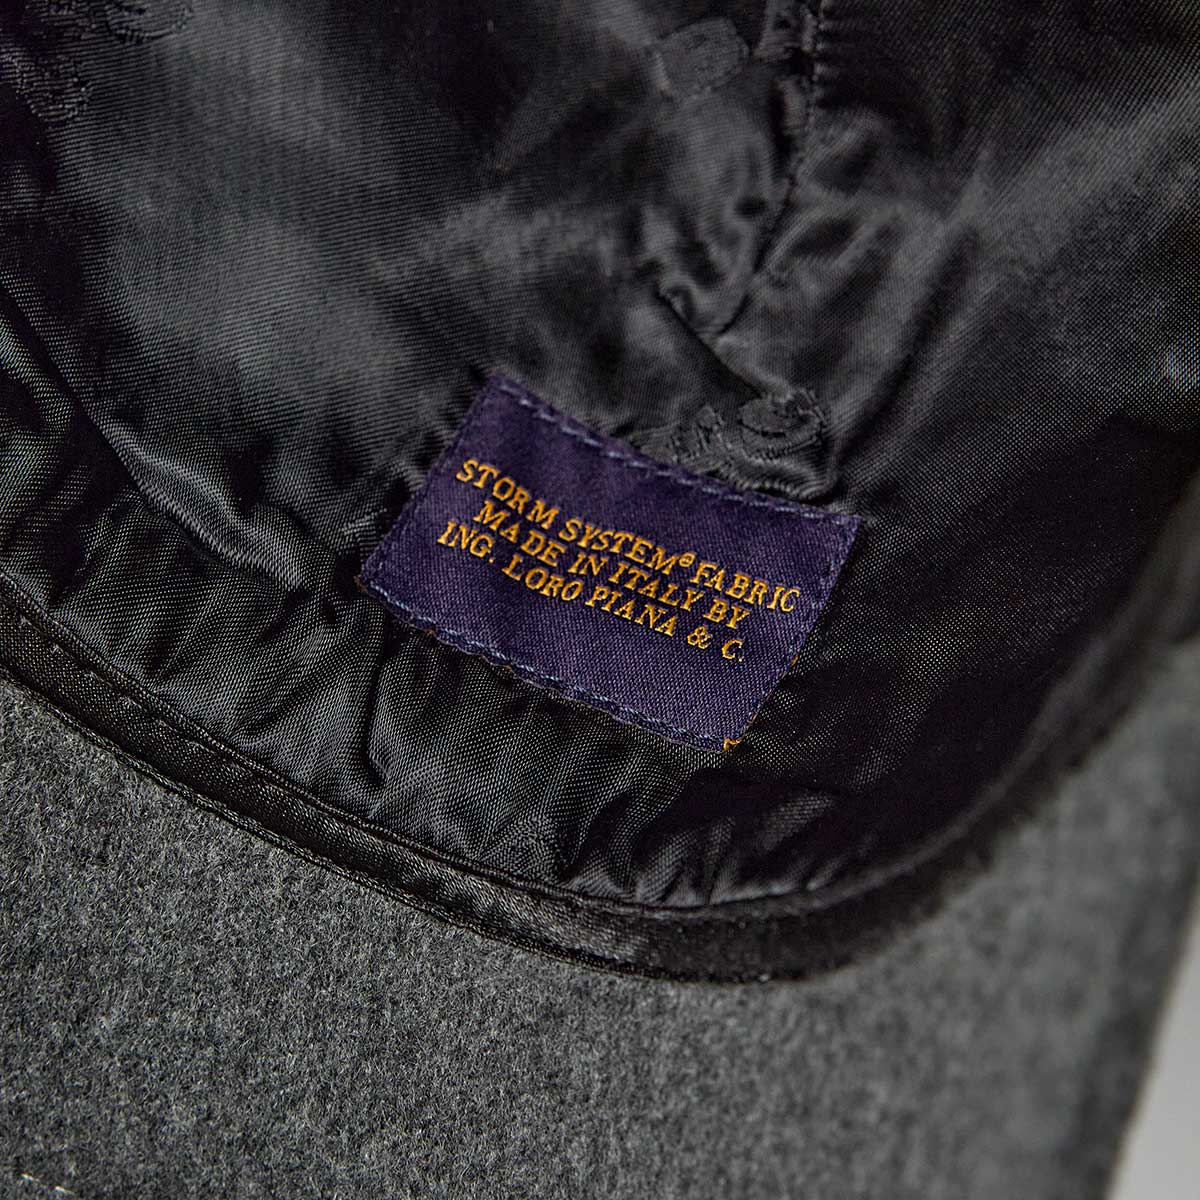 STORM SYSTEM® FABRIC
MADE IN ITALY BY
ING. LORO PIANA & C.